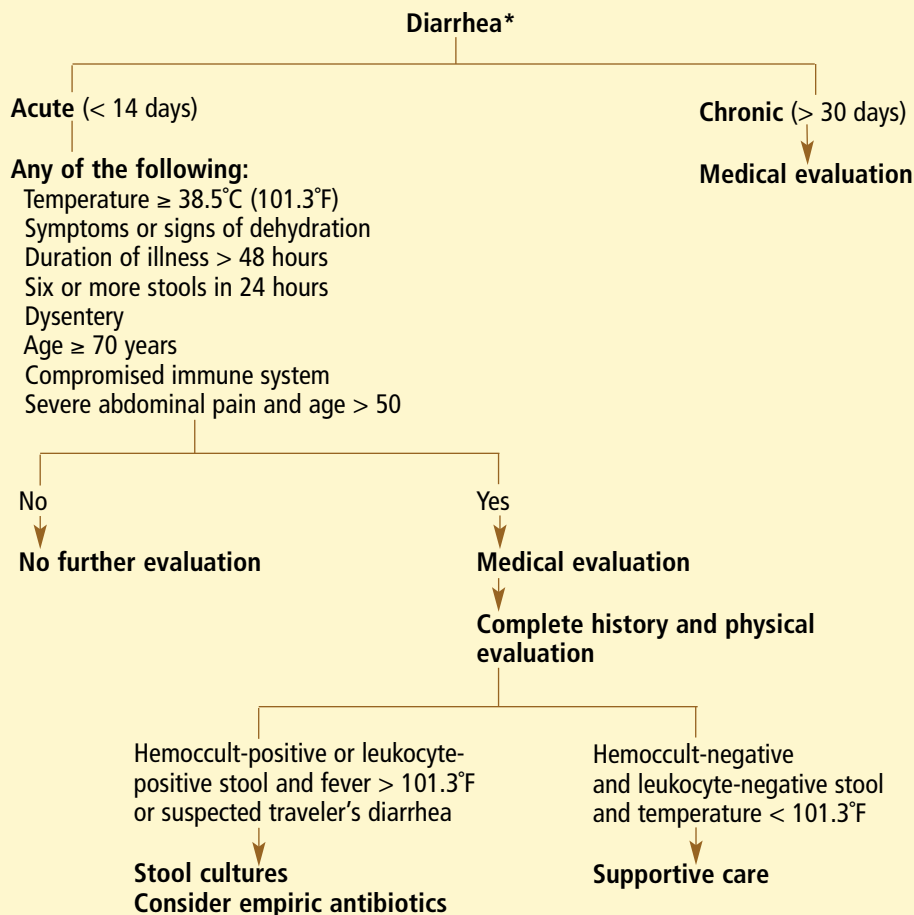 Diarrhea*
Acute (< 14 days)
Chronic (> 30 days)
Medical evaluation
Any of the following:
Temperature ≥ 38.5˚C (101.3˚F)
Symptoms or signs of dehydration
Duration of illness > 48 hours
Six or more stools in 24 hours
Dysentery
Age ≥ 70 years
Compromised immune system
Severe abdominal pain and age > 50
No
No further evaluation
Yes
Medical evaluation
Complete history and physical
evaluation
Hemoccult-positive or leukocyte-
positive stool and fever > 101.3˚F
or suspected traveler's diarrhea
Stool cultures
Consider empiric antibiotics
Hemoccult-negative
and leukocyte-negative stool
and temperature < 101.3˚F
Supportive care